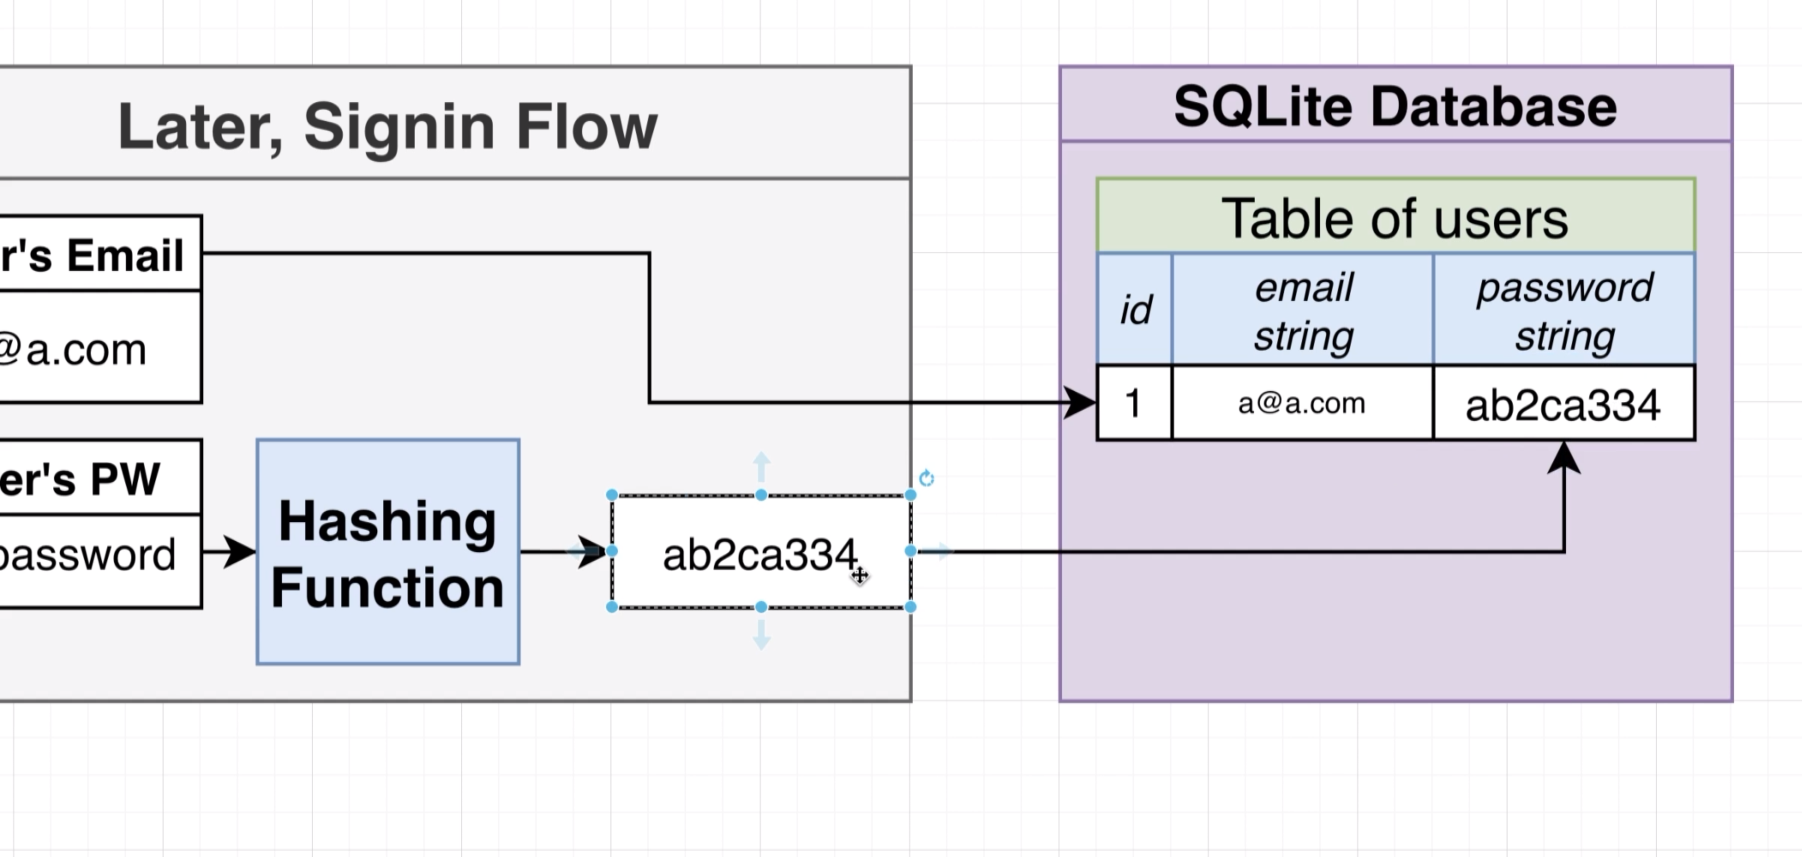 Later, Signin Flow
r's Email
@a.com
er's PW
password
Hashing
Function
ab2ca334
SQLite Database
Table of users
id
email
string
password
string
1
a@a.com
ab2ca334